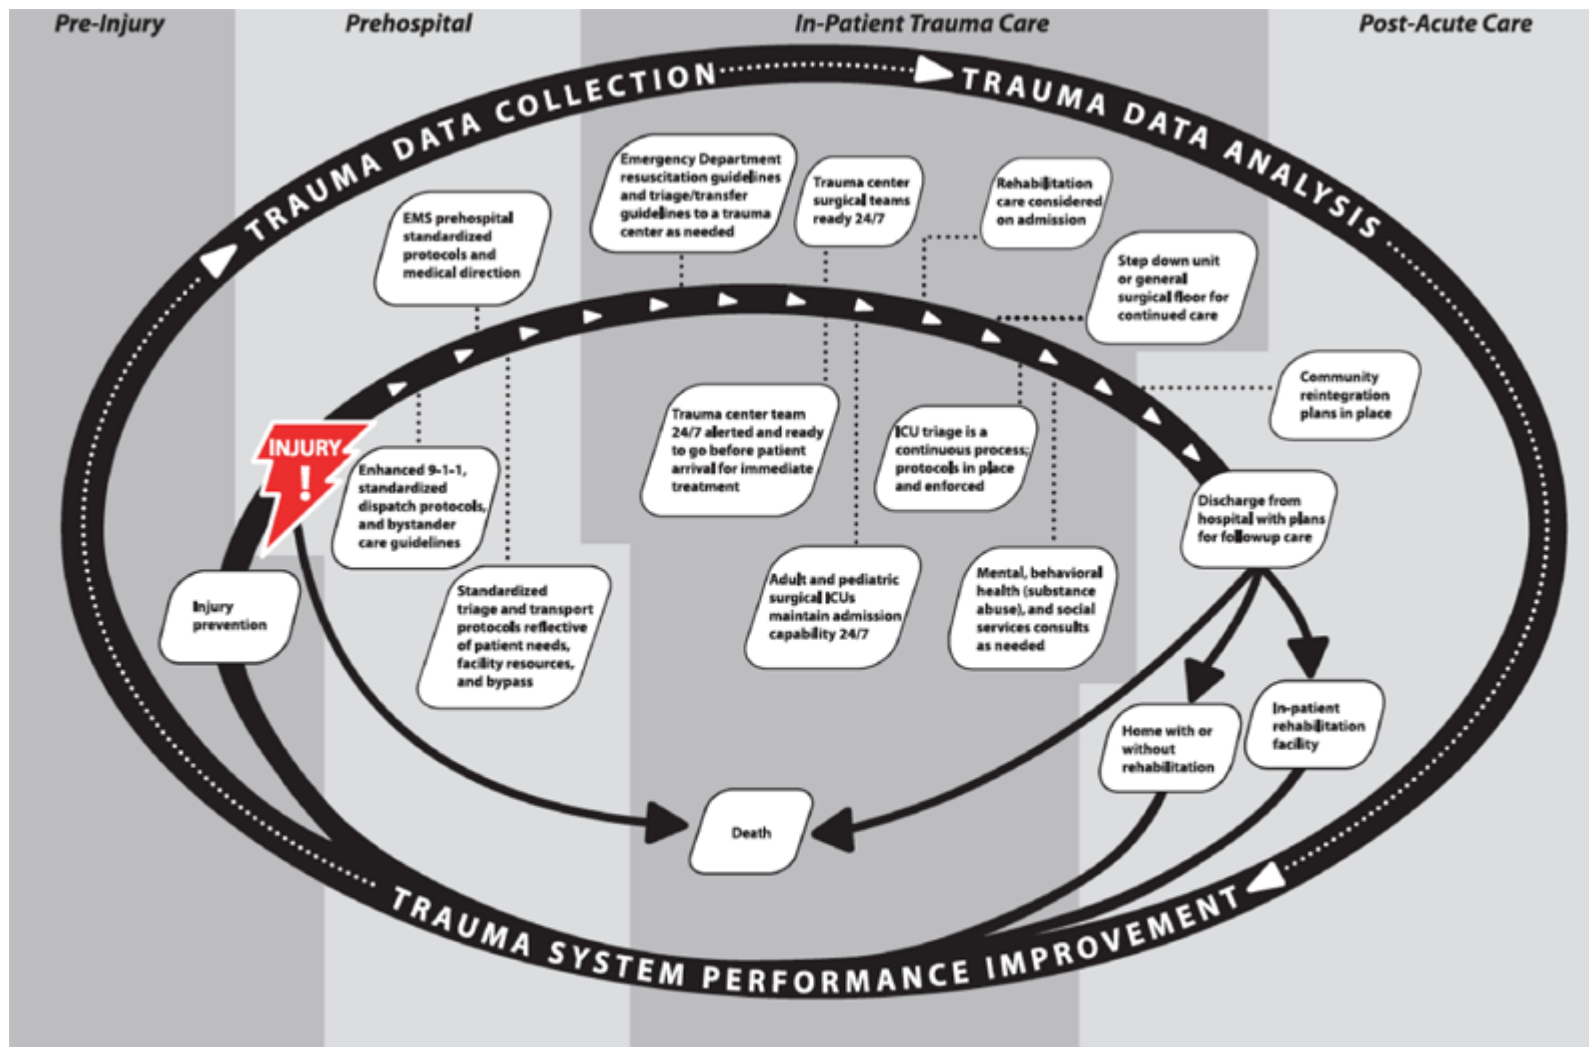 Pre-Injury
Prehospital
In-Patient Trauma Care
Post-Acute Care
TRAUMA DATA COLLECTION
TRAUMA DATA ANALYSIS
Emergency Department
resuscitation guidelines
and triage/transfer
guidelines to a trauma
center as needed
Trauma center
surgical teams
ready 24/7
Rehabilitation
care considered
on admission
EMS prehospital
standardized
protocols and
medical direction
Step down unit
or general
surgical floor for
continued care
Community
reintegration
plans in place
INJURY
!
Enhanced 9-1-1,
standardized
dispatch protocols,
and bystander
care guidelines
Trauma center team
24/7 alerted and ready
to go before patient
arrival for immediate
treatment
ICU triage is a
continuous process;
protocols in place
and enforced
Discharge from
hospital with plans
for followup care
Injury
prevention
Standardized
triage and transport
protocols reflective
of patient needs,
facility resources,
and bypass
Adult and pediatric
surgical ICUs
maintain admission
capability 24/7
Mental, behavioral
health (substance
abuse), and social
services consults
as needed
Home with or
without
rehabilitation
In-patient
rehabilitation
facility
Death
TRAUMA SYSTEM PERFORMANCE IMPROVEMENT